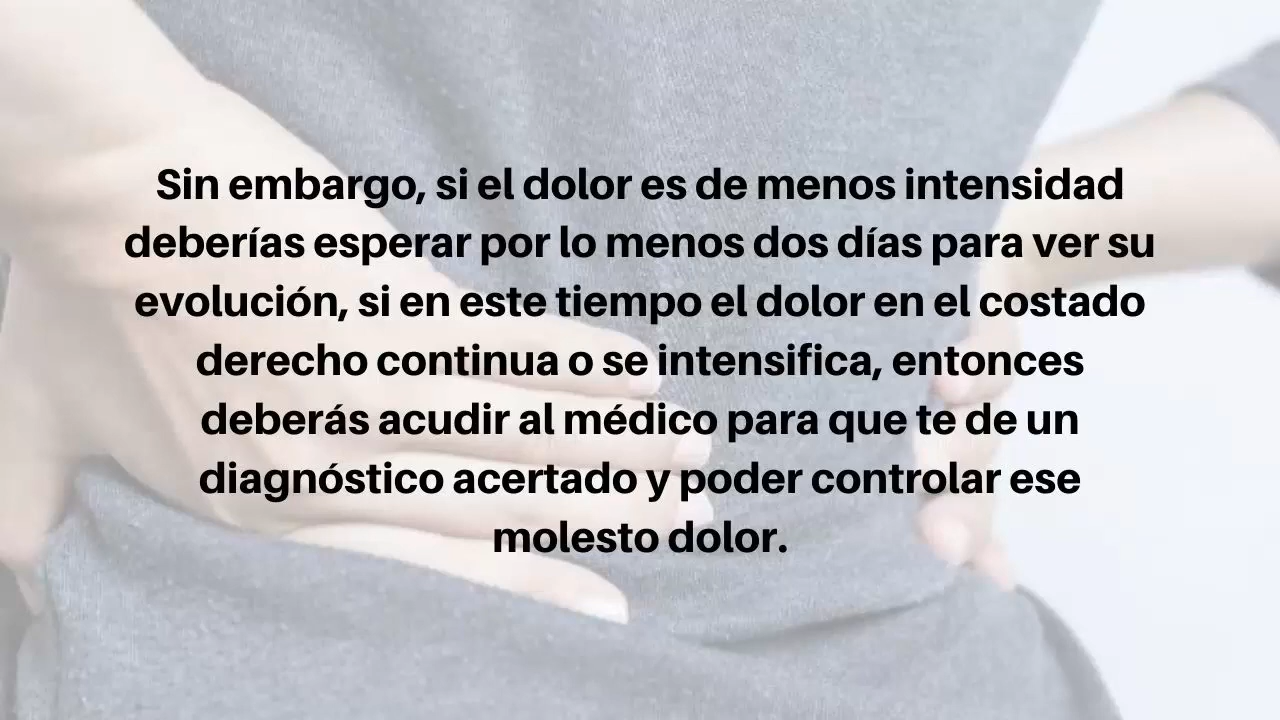 Sin embargo, si el dolor es de menos intensidad
deberías esperar por lo menos dos días para ver su
evolución, si en este tiempo el dolor en el costado
derecho continua o se intensifica, entonces
deberás acudir al médico para que te de un
diagnóstico acertado y poder controlar ese
molesto dolor.